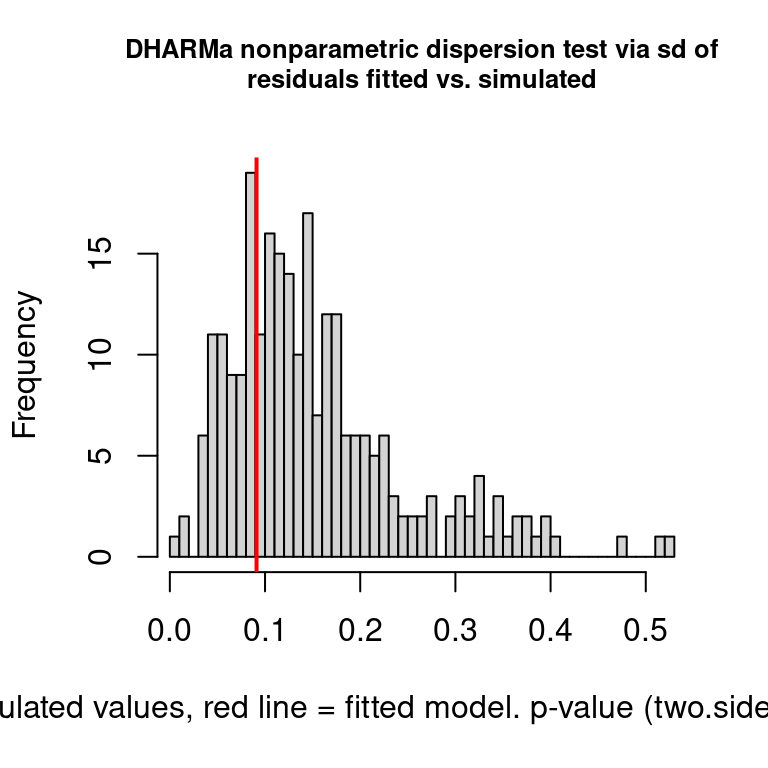 DHARMa nonparametric dispersion test via sd of
residuals fitted vs. simulated
Frequency
15
10
5
0
0.0 0.1 0.2 0.3 0.4 0.5
ulated values, red line = fitted model. p-value (two.side